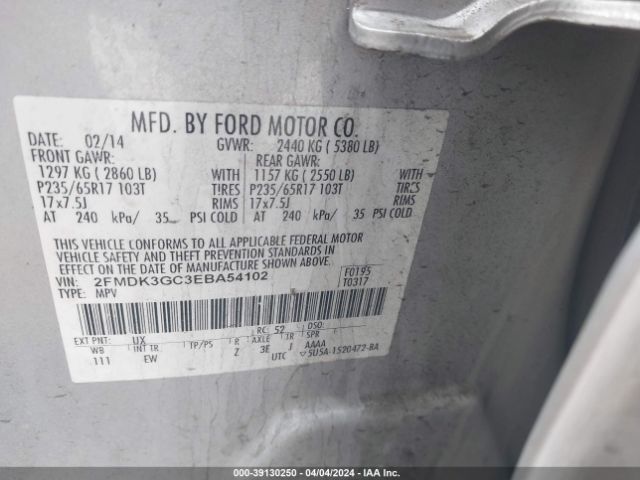 MFD. BY FORD MOTOR CO.
DATE: 02/14 GVWR: 2440 KG ( 5380 LB)
FRONT GAWR: REAR GAWR:
1297 KG ( 2860 LB) WITH 1157 KG ( 2550 LB) WITH
P235/65R17 103T TIRES P235/65R17 103T TIRES
17x7.5J RIMS 17x7.5J RIMS
AT 240 kPa/ 35 PSI COLD AT 240 kPa/ 35 PSI COLD
THIS VEHICLE CONFORMS TO ALL APPLICABLE FEDERAL MOTOR
VEHICLE SAFETY AND THEFT PREVENTION STANDARDS IN
EFFECT ON THE DATE OF MANUFACTURE SHOWN ABOVE.
VIN: 2FMDK3GC3EBA54102 F0195
TYPE: MPV T0317
EXT PNT: UX RC: 52 DSO:
WB INT TR TP/PS R AXLE TR SPR
111 EW Z 3E J AAAA
UTC ▽5U5A-1520472-BA
000-39130250 - 04/04/2024 - IAA Inc.